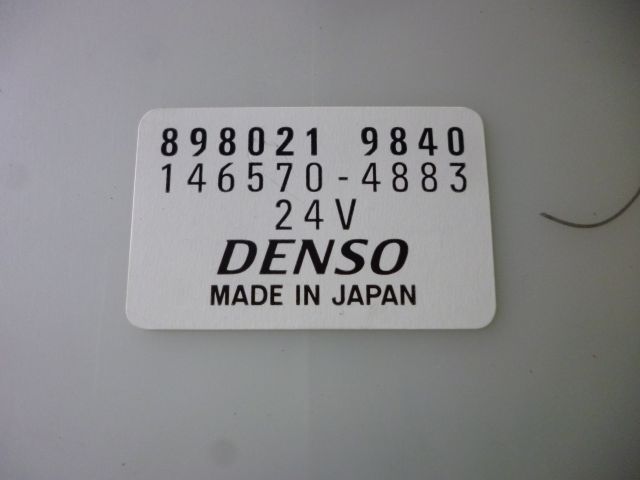 898021 9840
146570-4883
24V
DENSO
MADE IN JAPAN